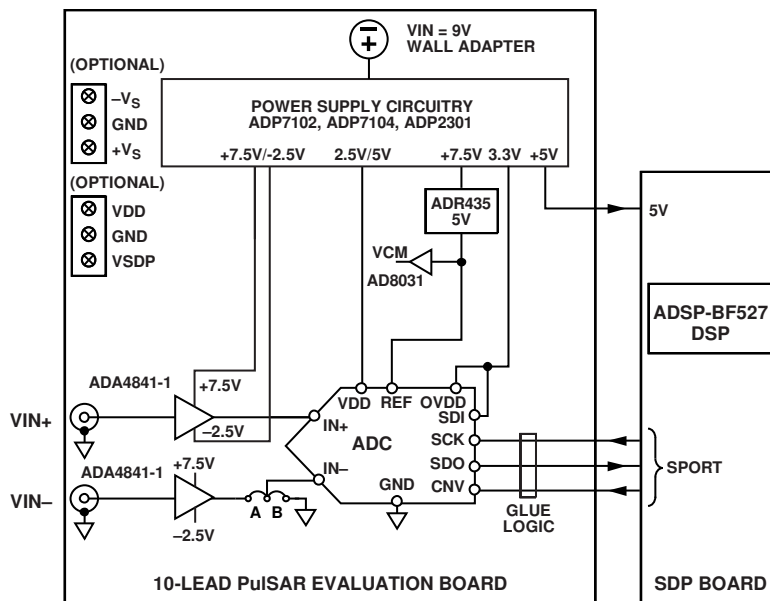 VIN = 9V
WALL ADAPTER
(OPTIONAL)
–VS
GND
+VS
POWER SUPPLY CIRCUITRY
ADP7102, ADP7104, ADP2301
+7.5V/-2.5V 2.5V/5V +7.5V 3.3V +5V
(OPTIONAL)
VDD
GND
VSDP
ADR435
5V
5V
VCM
AD8031
ADSP-BF527
DSP
ADA4841-1
+7.5V
–2.5V
VIN+
VDD REF OVDD
SDI
IN+
ADC
SCK
SDO
CNV
IN–
GND
GLUE
LOGIC
SPORT
ADA4841-1
+7.5V
–2.5V
VIN–
A B
10-LEAD PulSAR EVALUATION BOARD
SDP BOARD